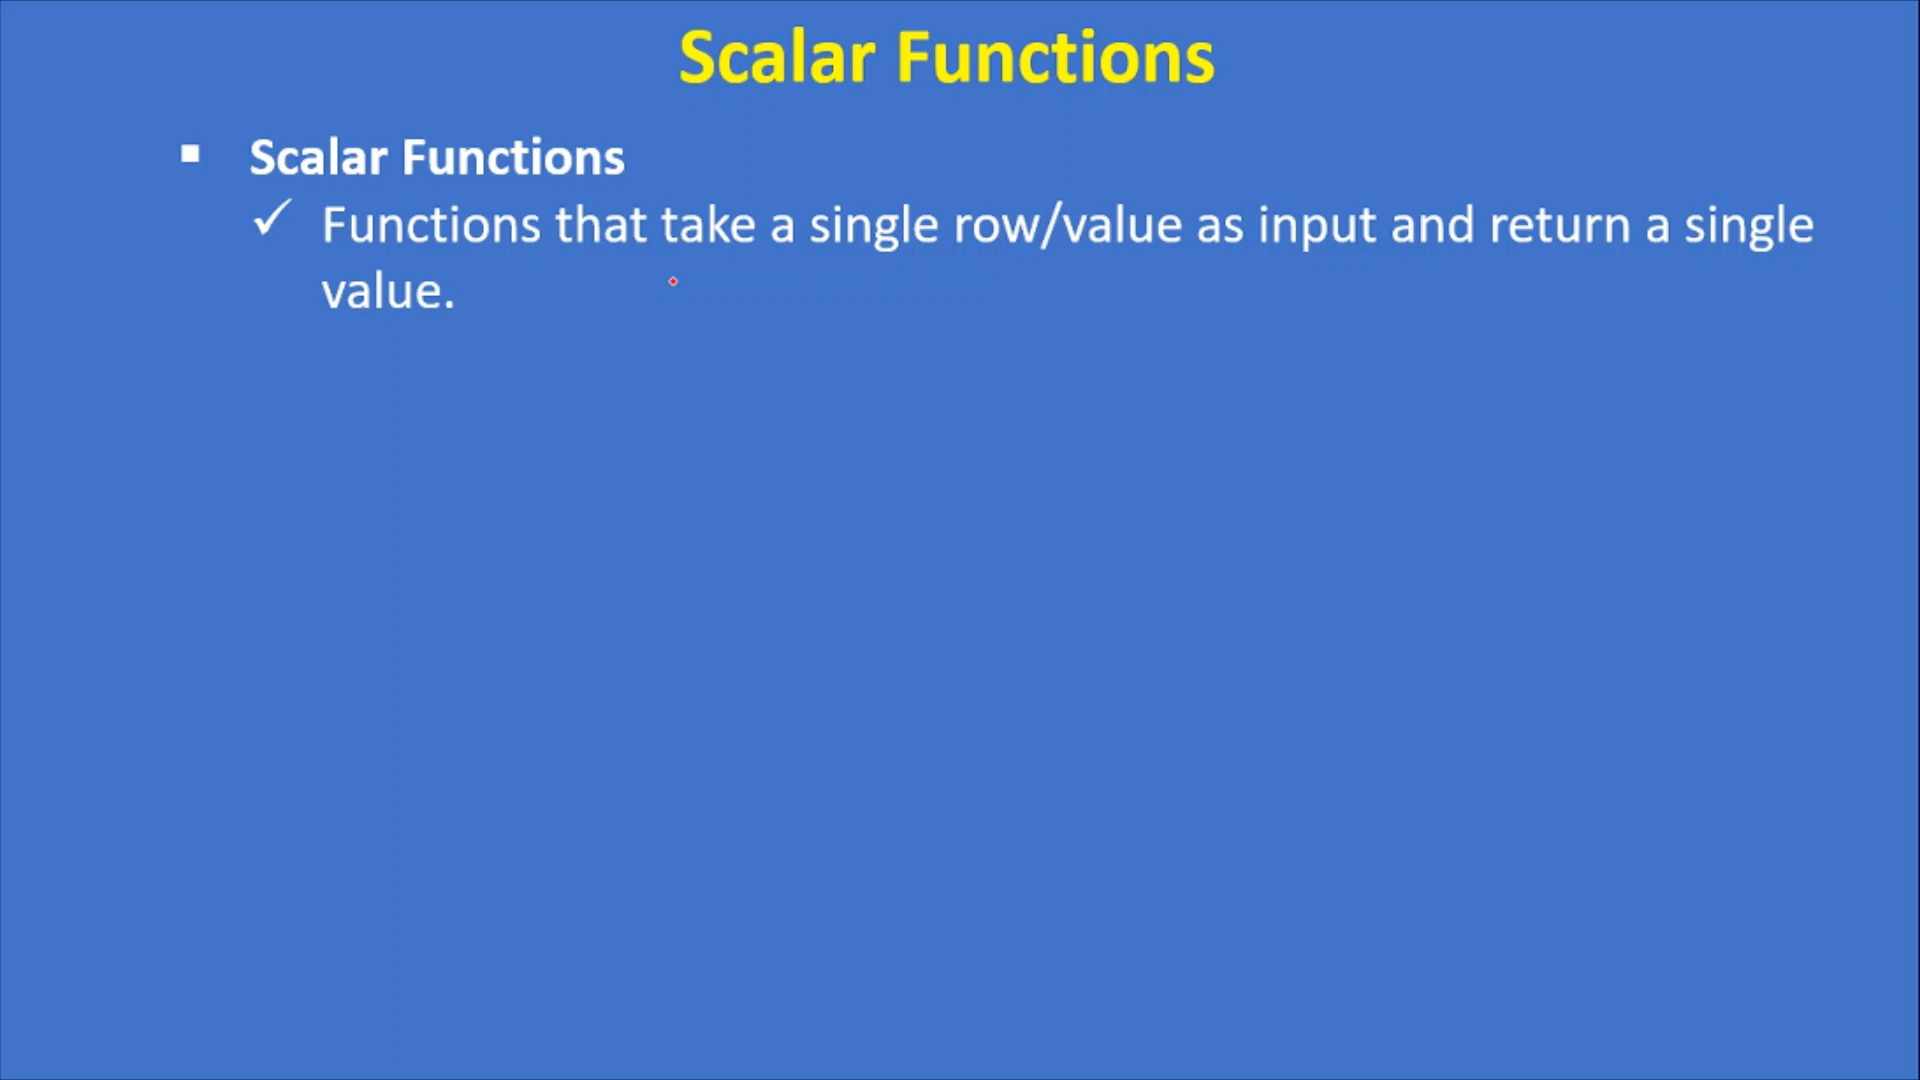 Scalar Functions
▪ Scalar Functions
✓ Functions that take a single row/value as input and return a single
value.